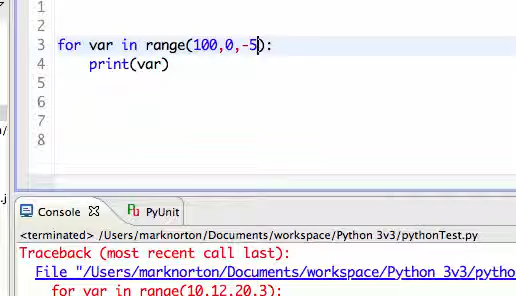 1
2
3 for var in range(100,0,-5):
4 print(var)
5
6
7
8
Console PyUnit
<terminated> /Users/marknorton/Documents/workspace/Python 3v3/pythonTest.py
Traceback (most recent call last):
File "/Users/marknorton/Documents/workspace/Python 3v3/pytho
for var in range(10,12,20,3):